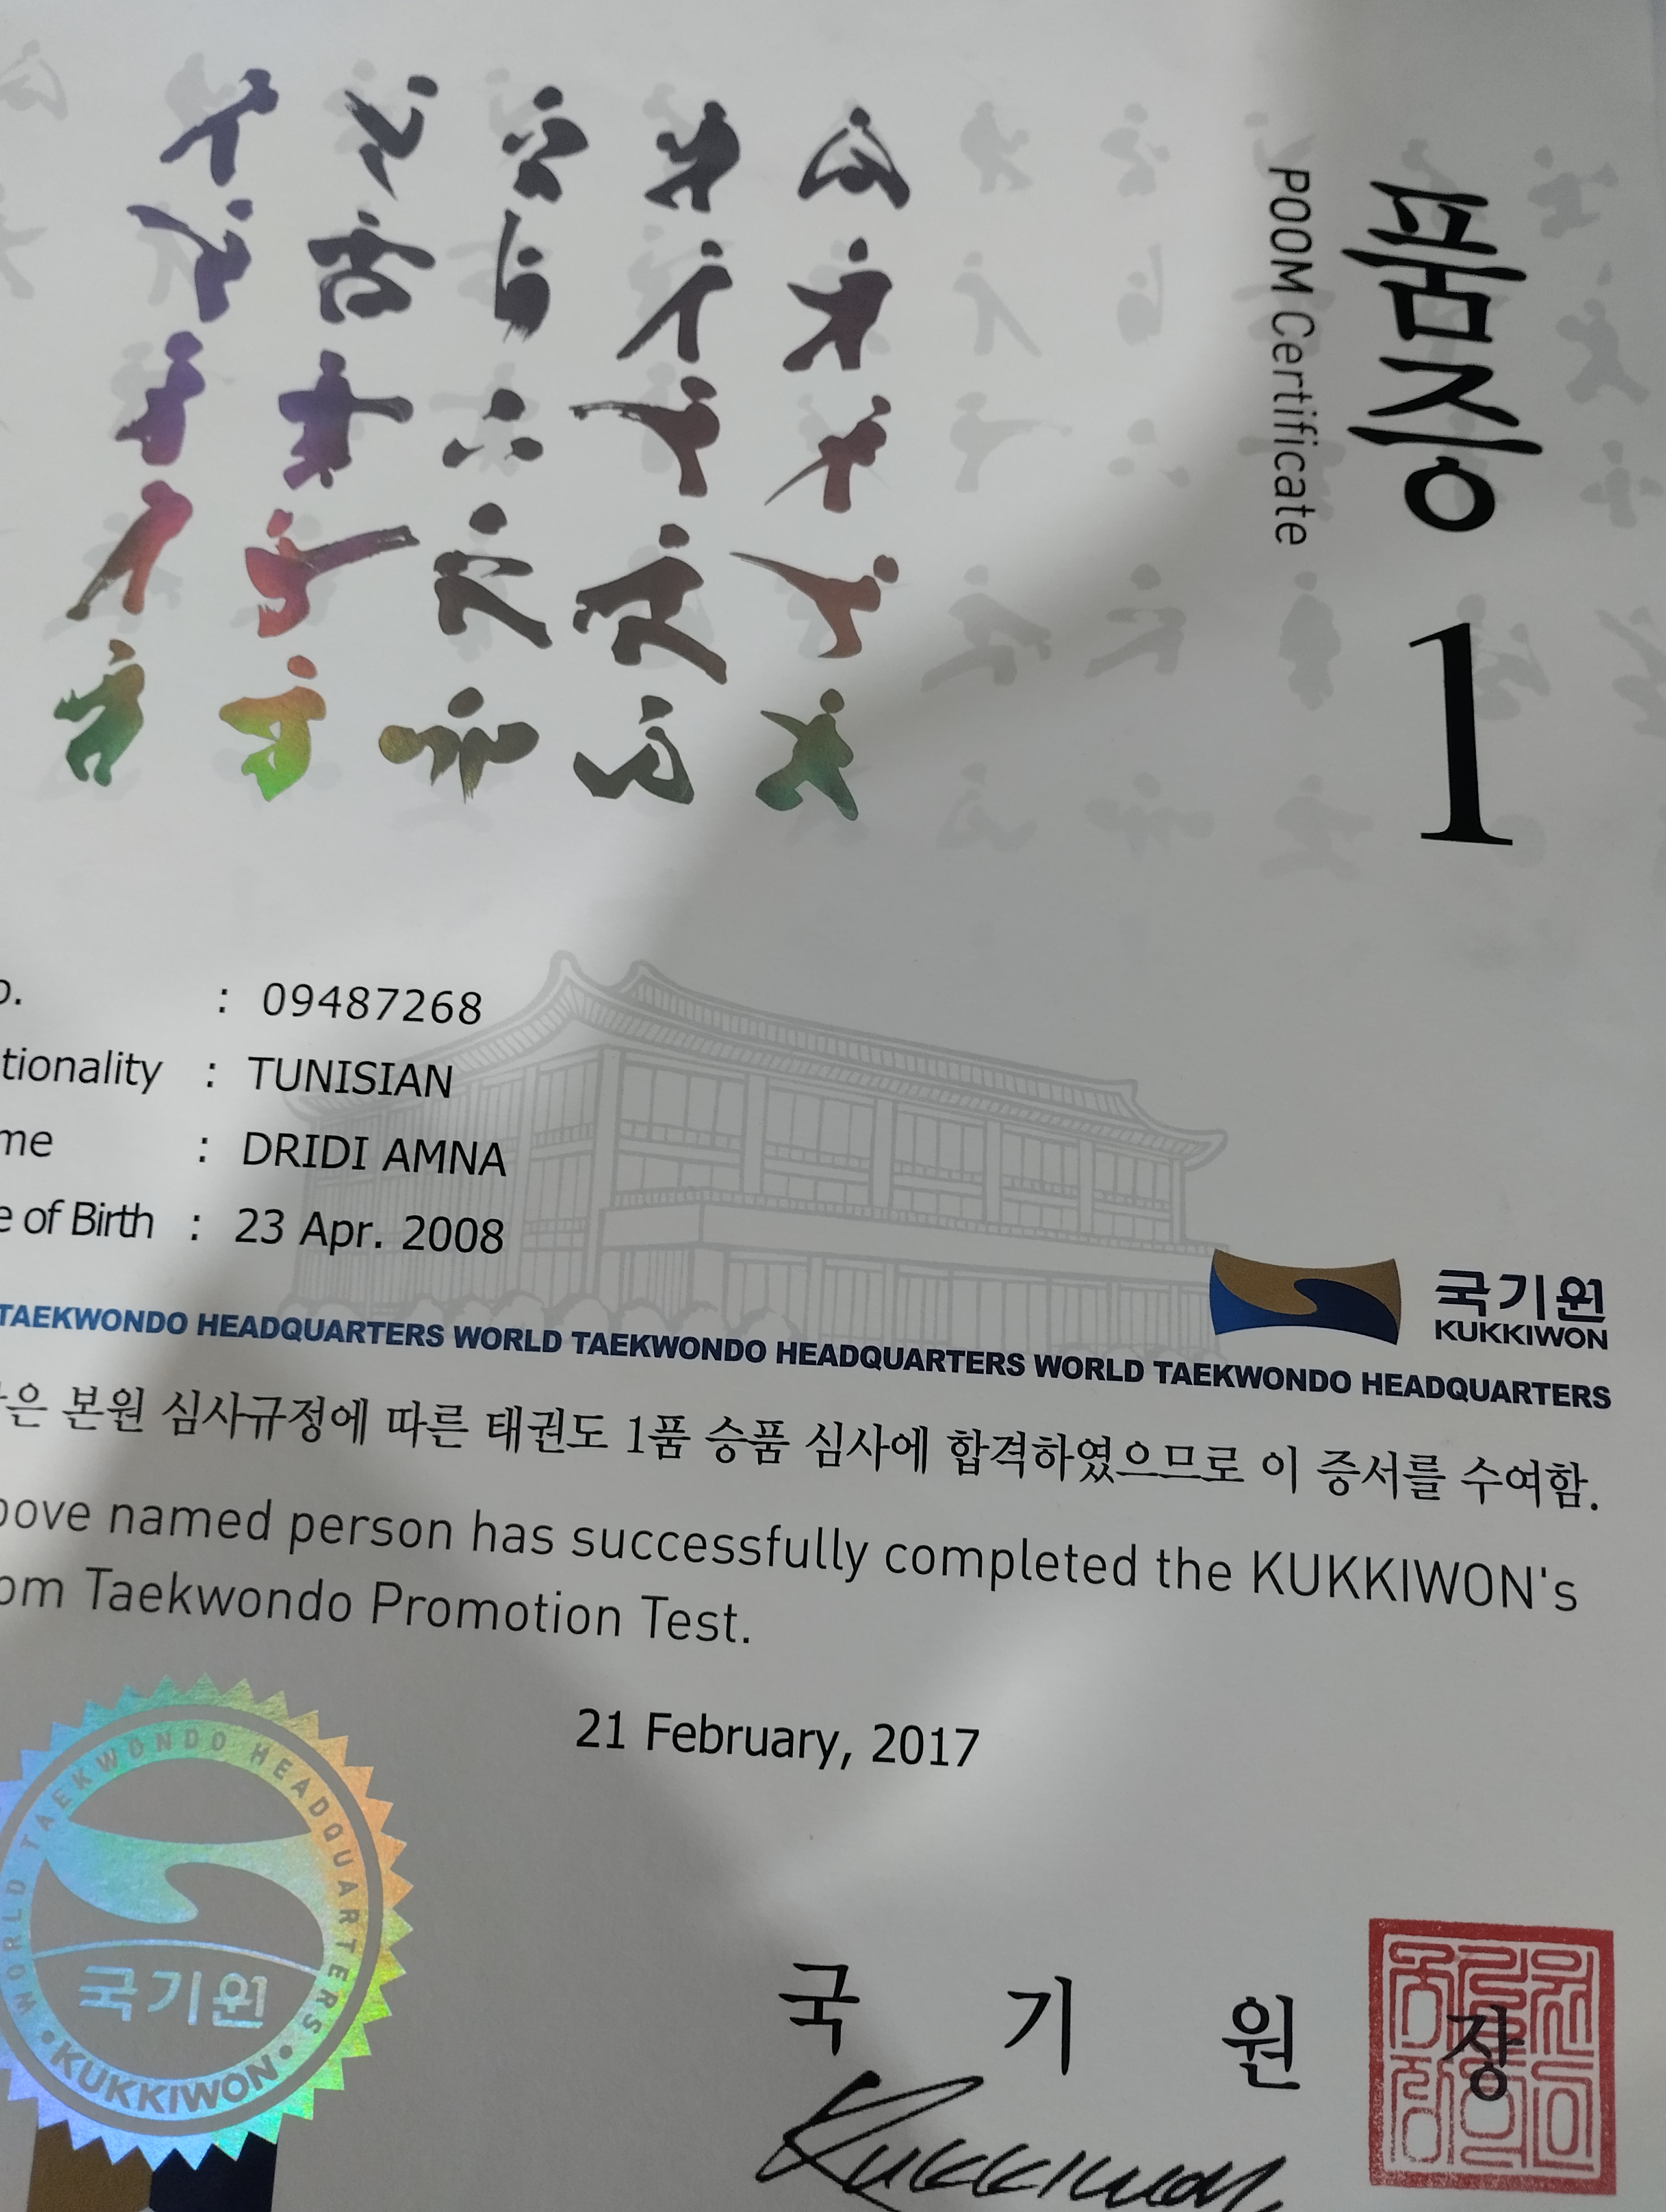 품증 1
POOM Certificate
o. : 09487268
tionality : TUNISIAN
me : DRIDI AMNA
e of Birth : 23 Apr. 2008
국기원
KUKKIWON
TAEKWONDO HEADQUARTERS WORLD TAEKWONDO HEADQUARTERS WORLD TAEKWONDO HEADQUARTERS
은 본원 심사규정에 따른 태권도 1품 승품 심사에 합격하였으므로 이 증서를 수여함.
bove named person has successfully completed the KUKKIWON's
om Taekwondo Promotion Test.
21 February, 2017
WORLD TAEKWONDO HEADQUARTERS
국기원
• KUKKIWON •
국 기 원 장
Kukkiwon